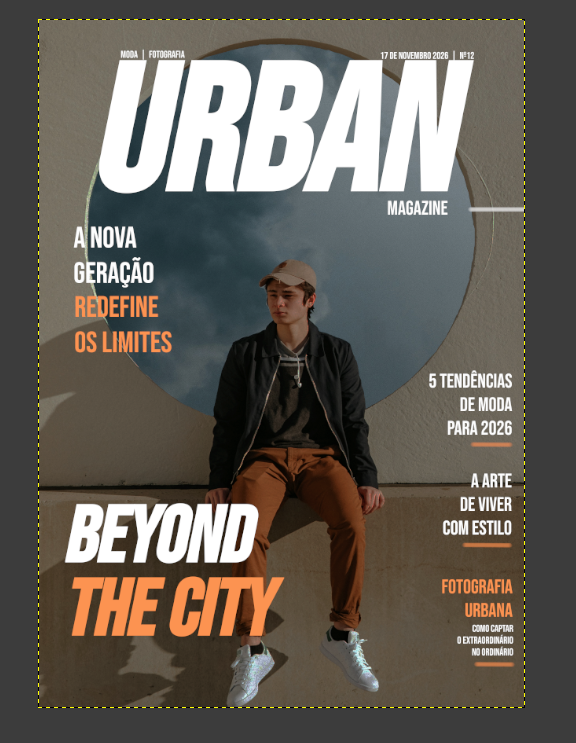 MODA | FOTOGRAFIA
17 DE NOVEMBRO 2026 | Nº12
URBAN
MAGAZINE
A NOVA
GERAÇÃO
REDEFINE
OS LIMITES
5 TENDÊNCIAS
DE MODA
PARA 2026
A ARTE
DE VIVER
COM ESTILO
BEYOND
THE CITY
FOTOGRAFIA
URBANA
COMO CAPTAR
O EXTRAORDINÁRIO
NO ORDINÁRIO